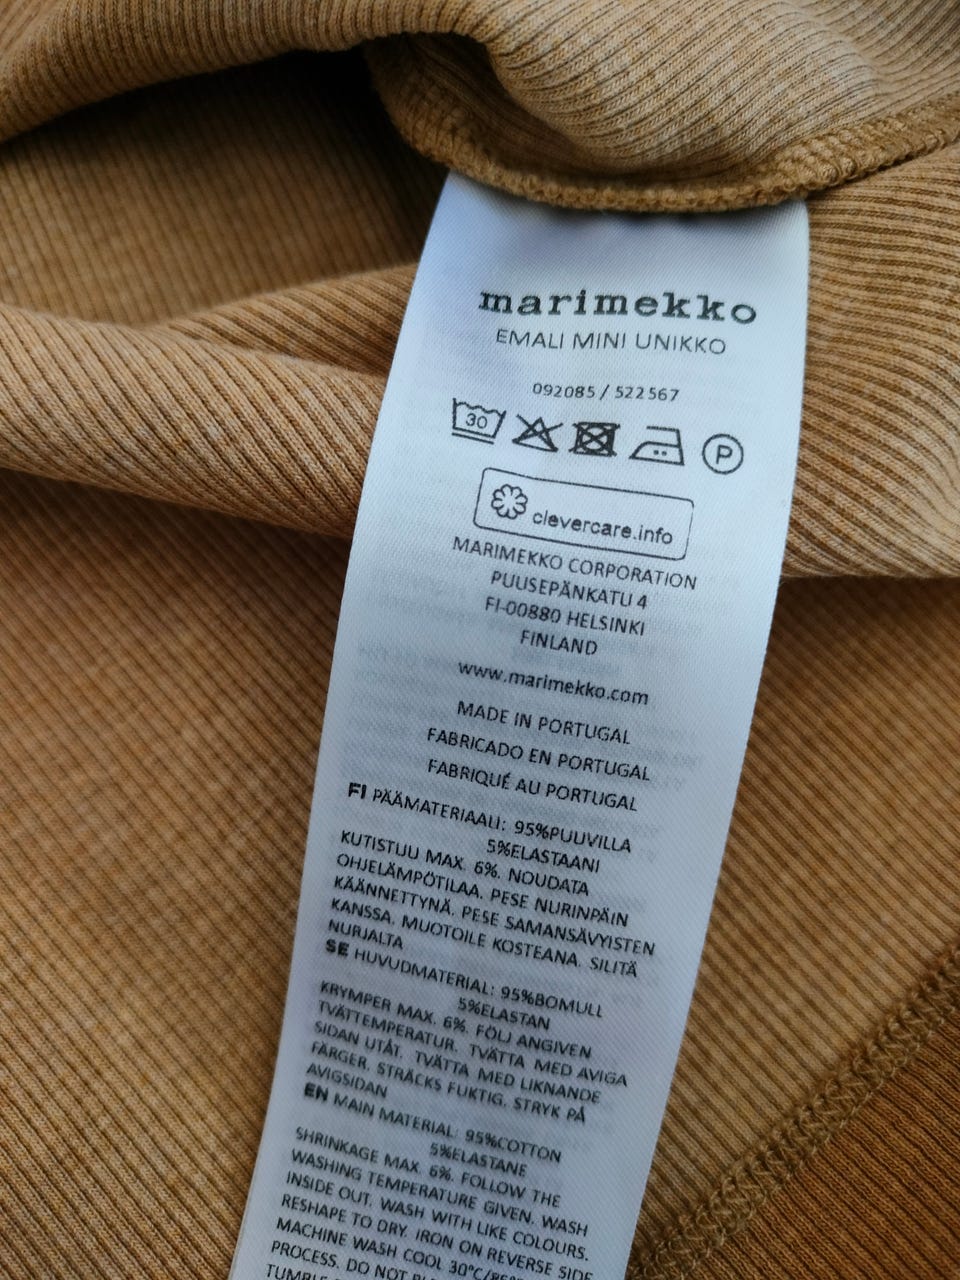 marimekko
EMALI MINI UNIKKO
092085 / 522567
30
P
clevercare.info
MARIMEKKO CORPORATION
PUUSEPÄNKATU 4
FI-00880 HELSINKI
FINLAND
www.marimekko.com
MADE IN PORTUGAL
FABRICADO EN PORTUGAL
FABRIQUÉ AU PORTUGAL
FI PÄÄMATERIAALI: 95%PUUVILLA
5%ELASTAANI
KUTISTUU MAX. 6%. NOUDATA
OHJELÄMPÖTILAA. PESE NURINPÄIN
KÄÄNNETTYNÄ. PESE SAMANSÄVYISTEN
KANSSA. MUOTOILE KOSTEANA. SILITÄ
NURJALTA
SE HUVUDMATERIAL: 95%BOMULL
5%ELASTAN
KRYMPER MAX. 6%. FÖLJ ANGIVEN
TVÄTTEMPERATUR. TVÄTTA MED AVIGA
SIDAN UTÅT. TVÄTTA MED LIKNANDE
FÄRGER. STRÄCKS FUKTIG. STRYK PÅ
AVIGSIDAN
EN MAIN MATERIAL: 95%COTTON
5%ELASTANE
SHRINKAGE MAX. 6%. FOLLOW THE
WASHING TEMPERATURE GIVEN. WASH
INSIDE OUT. WASH WITH LIKE COLOURS.
RESHAPE TO DRY. IRON ON REVERSE SIDE
MACHINE WASH COOL 30°C/
PROCESS. DO NOT
TUMBLE